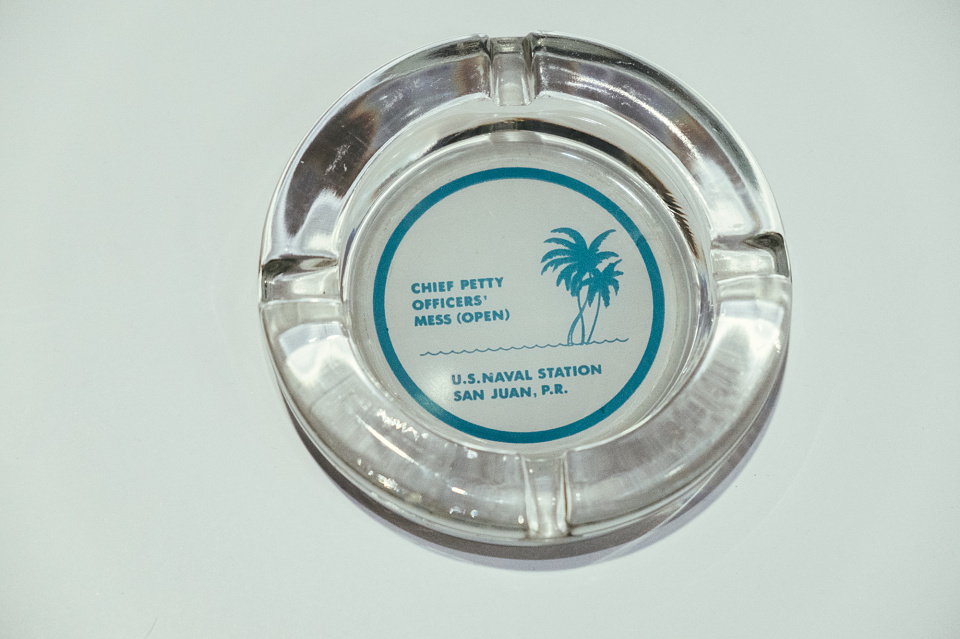 CHIEF PETTY
OFFICERS'
MESS (OPEN)
U.S. NAVAL STATION
SAN JUAN, P.R.